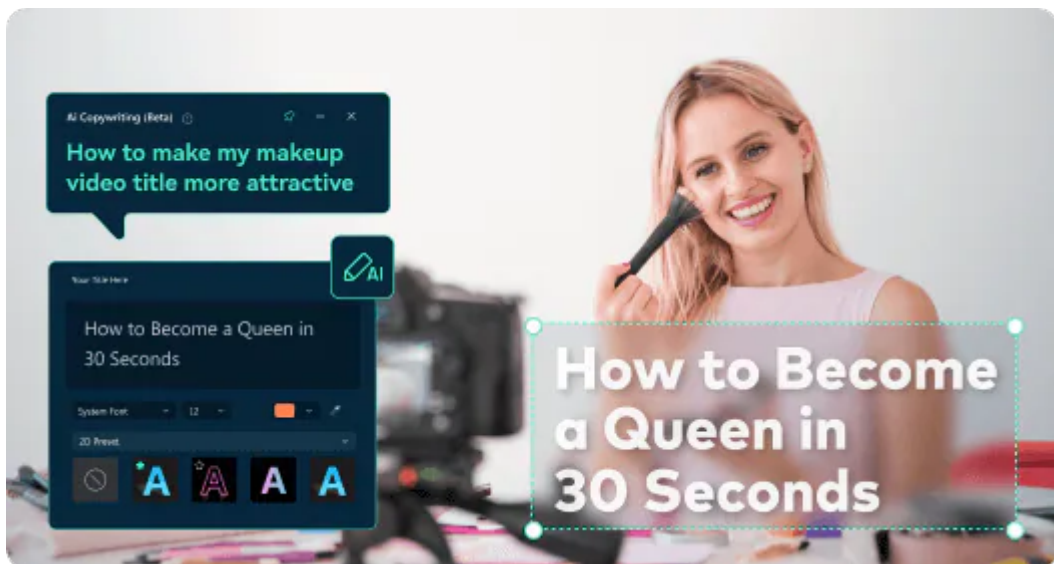 AI Copywriting (Beta)
How to make my makeup
video title more attractive
AI
Your Title Here
How to Become a Queen in
30 Seconds
System Font
12
2D Preset
A
A
A
A
How to Become
a Queen in
30 Seconds